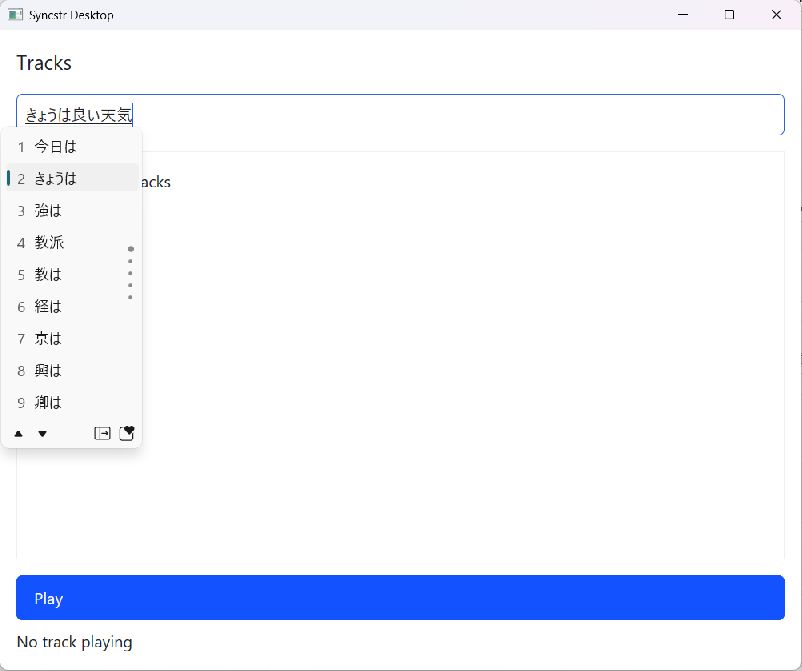 Syncstr Desktop
Tracks
きょうは良い天気
1 今日は
2 きょうは
acks
3 強は
4 教派
5 教は
6 経は
7 京は
8 興は
9 卿は
Play
No track playing